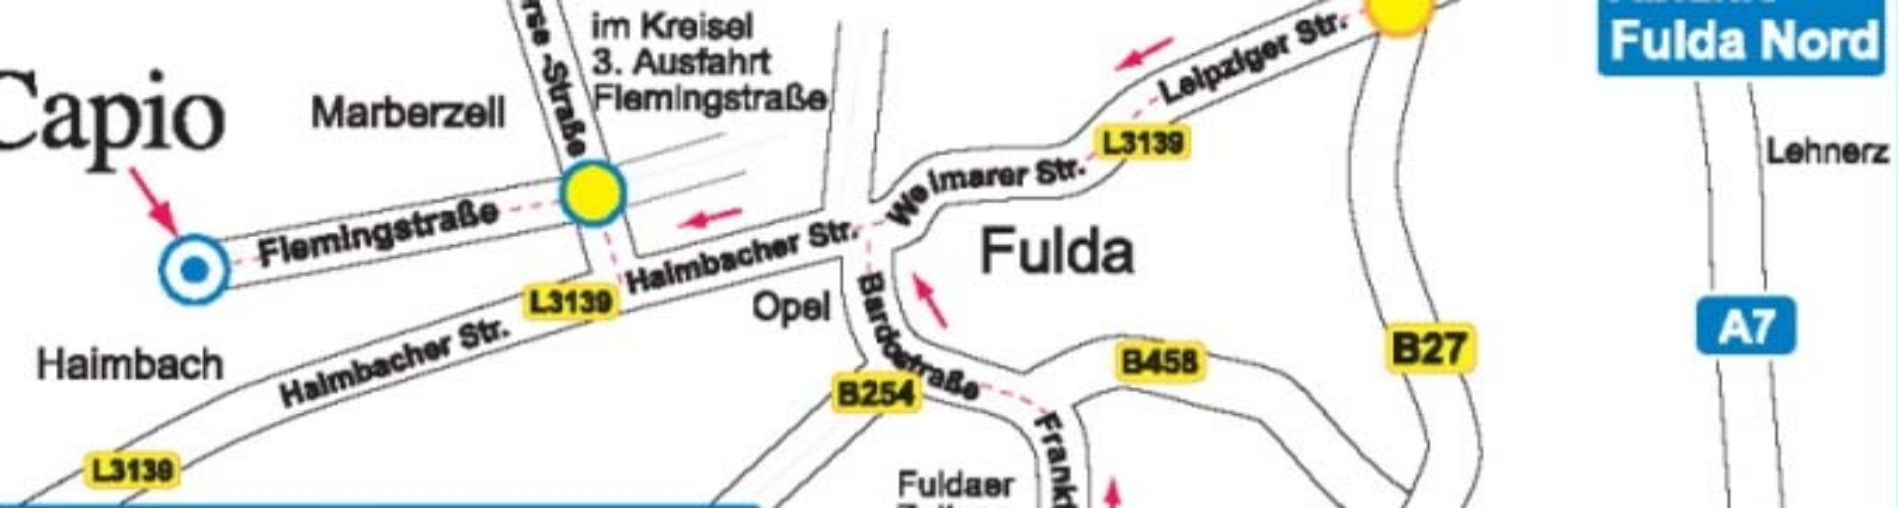 im Kreisel
3. Ausfahrt
Flemingstraße
Leipziger Str.
Fulda Nord
Capio
Marberzell
-Straße
L3139
Lehnerz
Weimarer Str.
Flemingstraße
Haimbacher Str.
Fulda
L3139
Opel
Bardostraße
A7
Haimbach
Haimbacher Str.
B27
B458
B254
L3139
Fuldaer